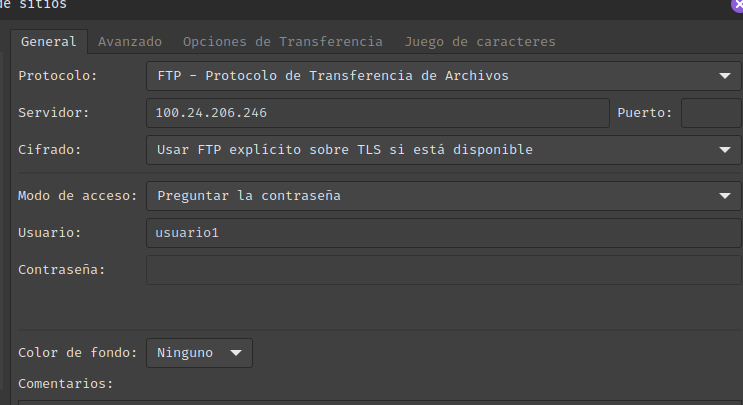 de sitios
General Avanzado Opciones de Transferencia Juego de caracteres
Protocolo: FTP - Protocolo de Transferencia de Archivos
Servidor: 100.24.206.246 Puerto:
Cifrado: Usar FTP explícito sobre TLS si está disponible
Modo de acceso: Preguntar la contraseña
Usuario: usuario1
Contraseña:
Color de fondo: Ninguno
Comentarios: